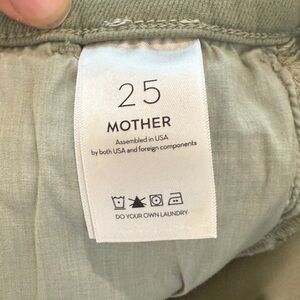 25
MOTHER
Assembled in USA
by both USA and foreign components
DO YOUR OWN LAUNDRY